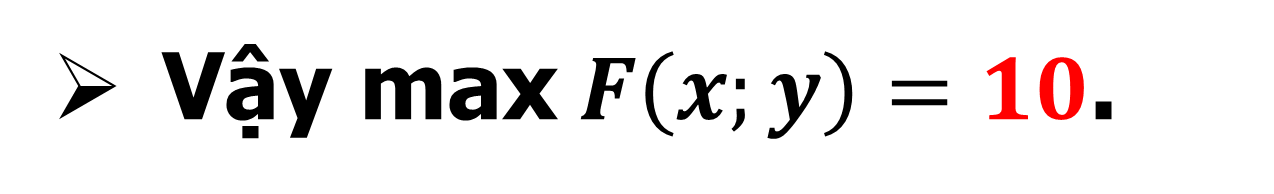 ➢ Vậy max F(x; y) = 10.